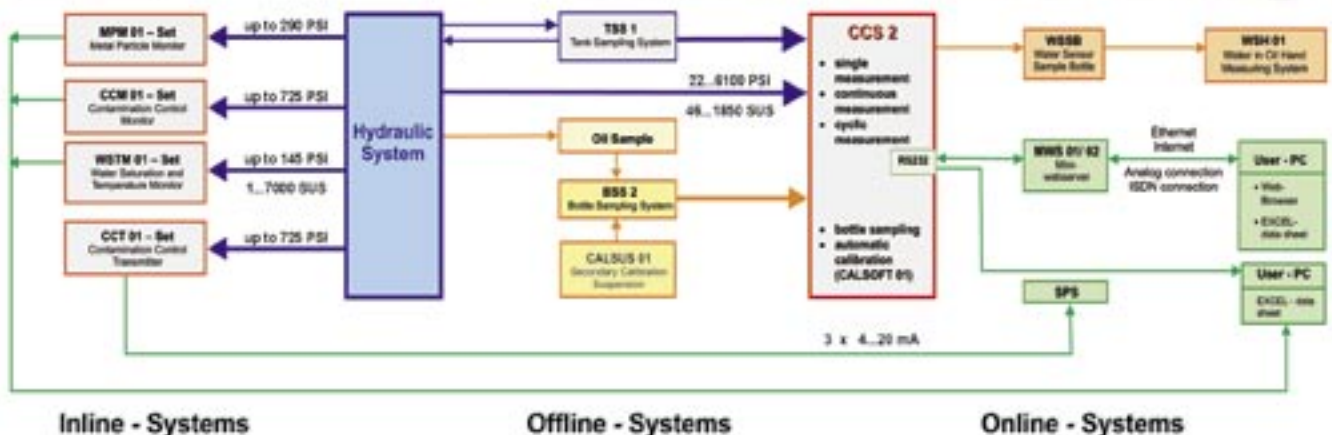 MPM 01 – Set
Metal Particle Monitor
CCM 01 – Set
Contamination Control
Monitor
WSTM 01 – Set
Water Saturation and
Temperature Monitor
CCT 01 – Set
Contamination Control
Transmitter
up to 290 PSI
up to 725 PSI
up to 145 PSI
1...7000 SUS
up to 725 PSI
Hydraulic
System
TSS 1
Tank Sampling System
22...6100 PSI
46...1850 SUS
Oil Sample
BSS 2
Bottle Sampling System
CALSUS 01
Secondary Calibration
Suspension
CCS 2
• single
measurement
• continuous
measurement
• cyclic
measurement
RS232
• bottle sampling
• automatic
calibration
(CALSOFT 01)
WSSB
Water Sensor
Sample Bottle
WSH 01
Water in Oil Hand
Measuring System
MWS 01/ 02
Mini-
webserver
Ethernet
Internet
Analog connection
ISDN connection
User - PC
• Web-
Browser
• EXCEL-
data sheet
User - PC
EXCEL - data
sheet
SPS
3 x 4...20 mA
Inline - Systems
Offline - Systems
Online - Systems